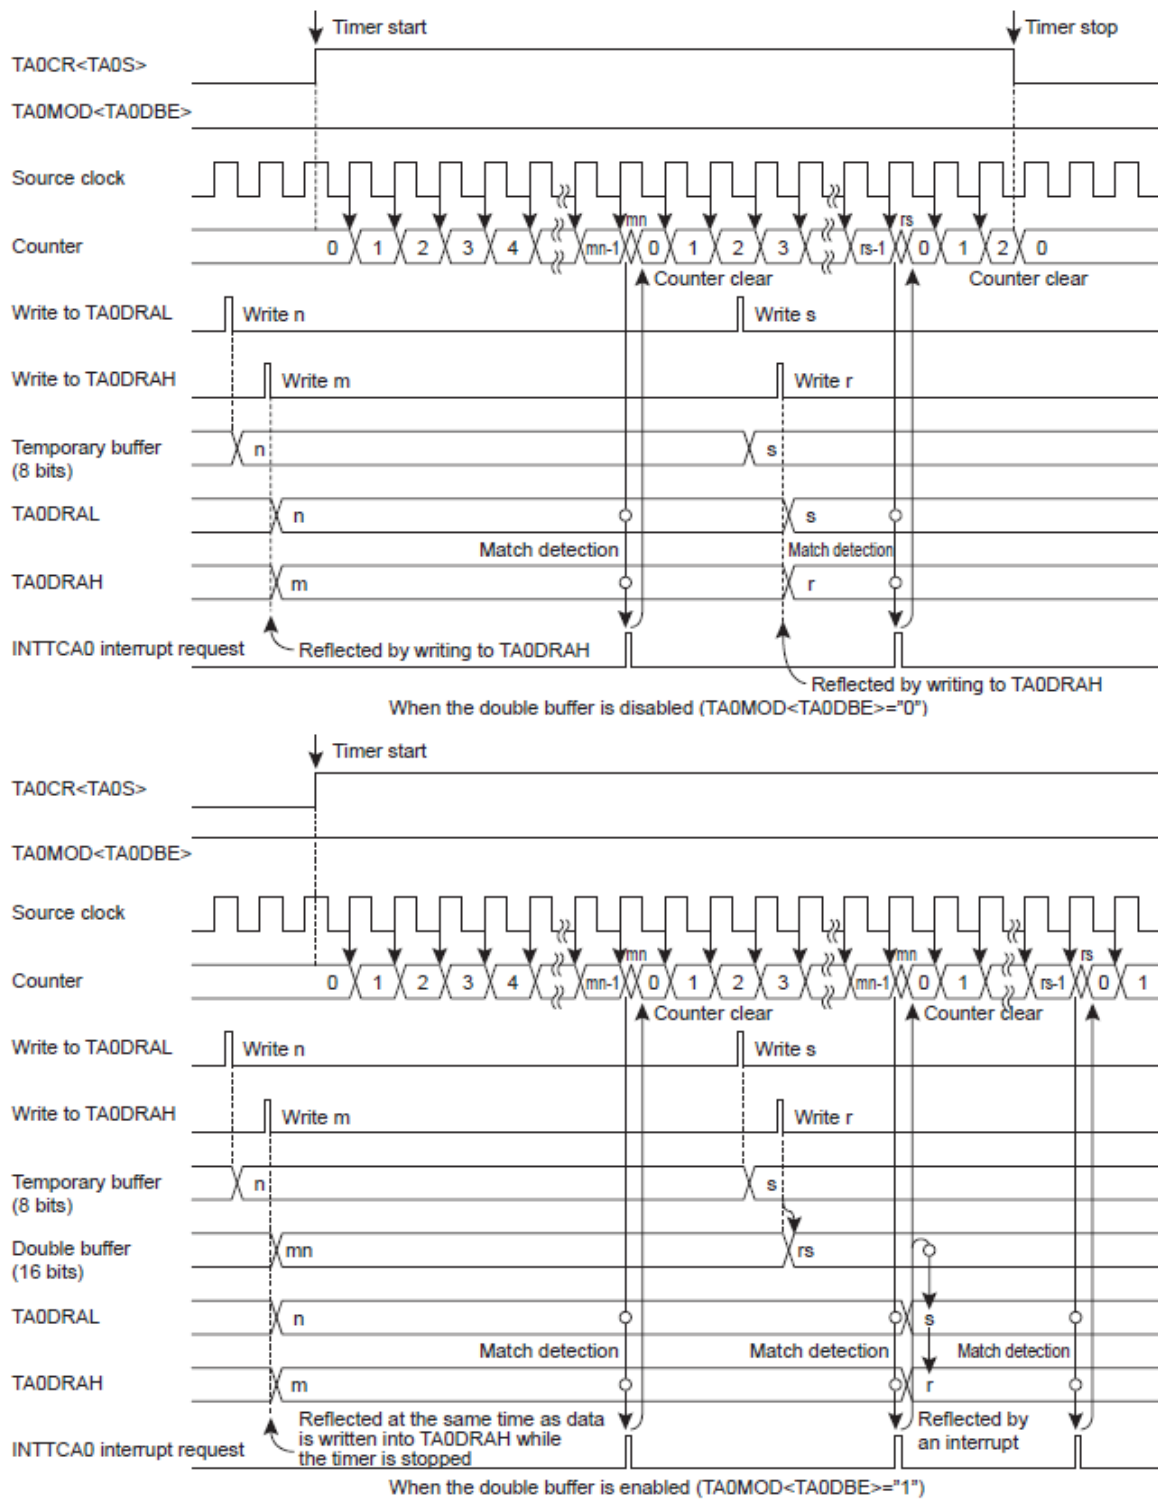 Timer start
Timer stop
TA0CR<TA0S>
TA0MOD<TA0DBE>
Source clock
mn
rs
Counter
0 1 2 3 4 mn-1 0 1 2 3 rs-1 0 1 2 0
Counter clear
Counter clear
Write to TA0DRAL
Write n
Write s
Write to TA0DRAH
Write m
Write r
Temporary buffer
(8 bits)
n
s
TA0DRAL
n
s
Match detection
Match detection
TA0DRAH
m
r
INTTCA0 interrupt request
Reflected by writing to TA0DRAH
Reflected by writing to TA0DRAH
When the double buffer is disabled (TA0MOD<TA0DBE>="0")
Timer start
TA0CR<TA0S>
TA0MOD<TA0DBE>
Source clock
mn
mn
rs
Counter
0 1 2 3 4 mn-1 0 1 2 3 mn-1 0 1 rs-1 0 1
Counter clear
Counter clear
Write to TA0DRAL
Write n
Write s
Write to TA0DRAH
Write m
Write r
Temporary buffer
(8 bits)
n
s
Double buffer
(16 bits)
mn
rs
TA0DRAL
n
s
Match detection
Match detection
Match detection
TA0DRAH
m
r
Reflected at the same time as data
is written into TA0DRAH while
the timer is stopped
Reflected by
an interrupt
INTTCA0 interrupt request
When the double buffer is enabled (TA0MOD<TA0DBE>="1")